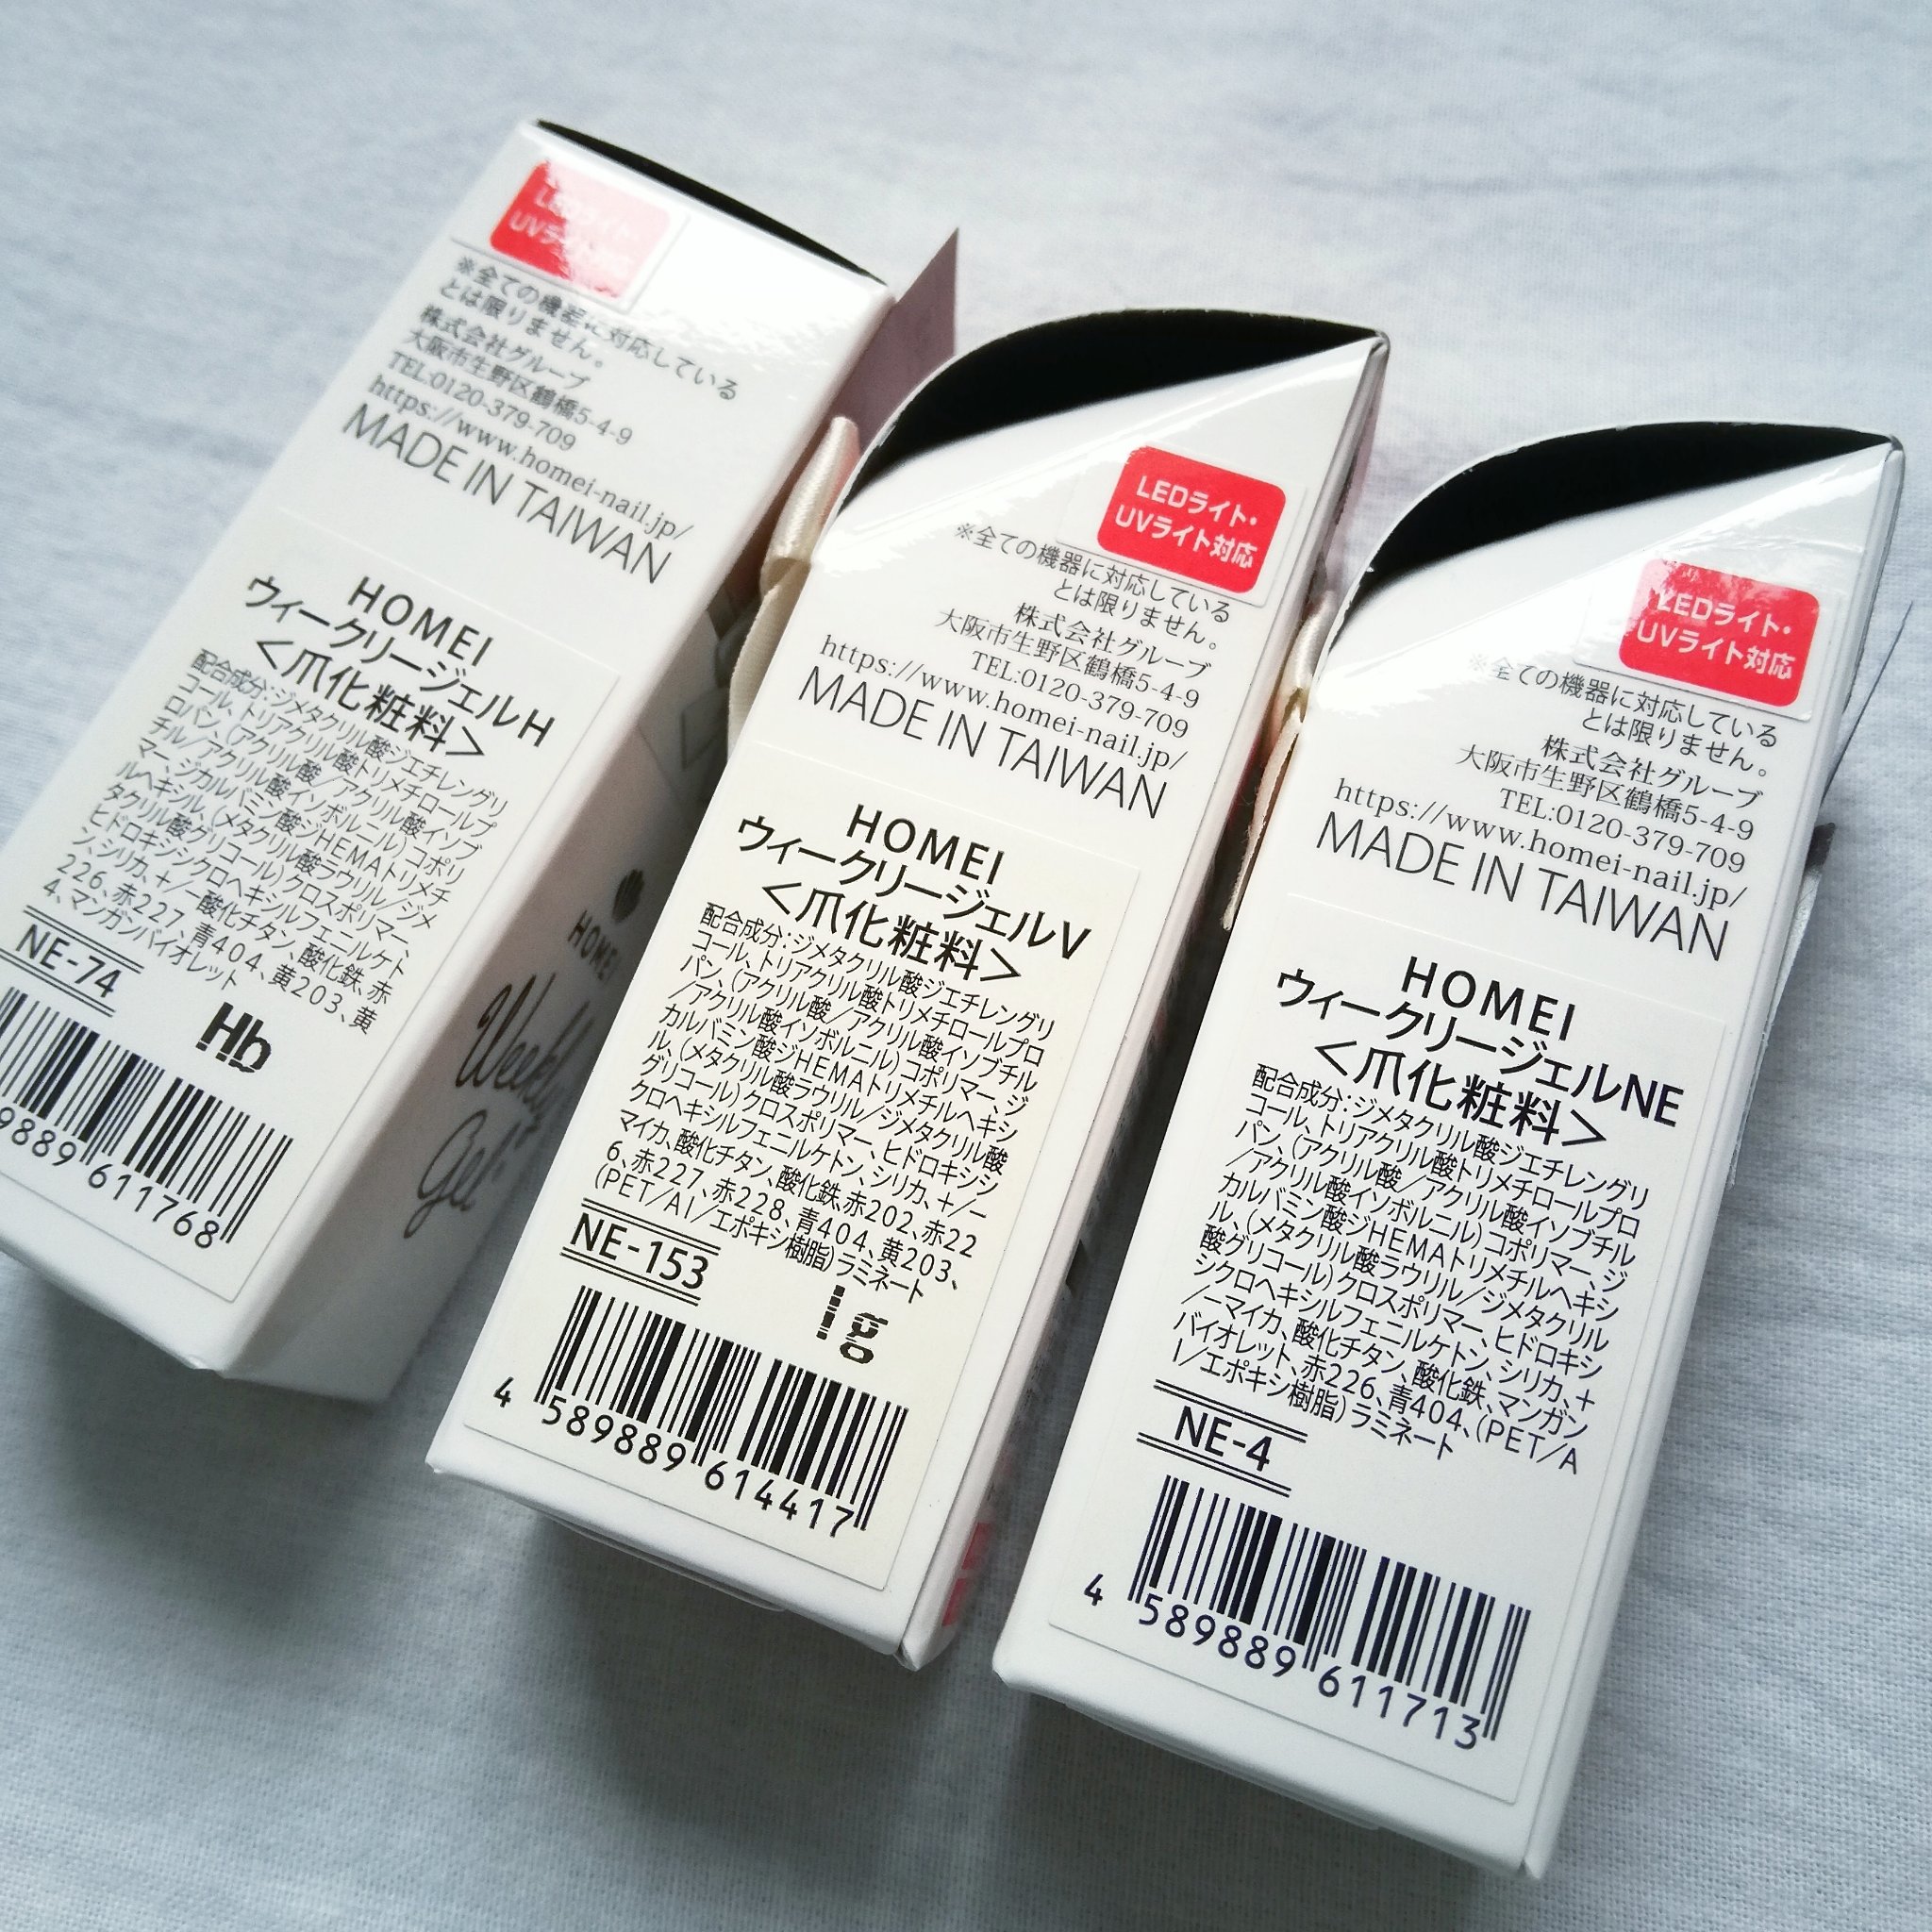 LEDライト・
UVラ
※全ての機器に対応している
とは限りません。
株式会社グループ
大阪市生野区鶴橋5-4-9
TEL:0120-379-709
https://www.homei-nail.jp/
MADE IN TAIWAN
HOMEI
ウィークリージェルH
<爪化粧料>
配合成分:ジメタクリル酸ジエチレングリ
コール、トリアクリル酸トリメチロールプ
ロパン、(アクリル酸/アクリル酸イソブ
チル/アクリル酸イソボルニル)コポリ
マー、ジカルバミン酸ジHEMAトリメチ
ルヘキシル、(メタクリル酸ラウリル/ジメ
タクリル酸グリコール)クロスポリマー、
ヒドロキシシクロヘキシルフェニルケト
ン、シリカ、+/-酸化チタン、酸化鉄、赤
226、赤227、青404、黄203、黄
4、マンガンバイオレット
NE-74
Hb
9889 611768
HOMEI
Weekly
Gel
LEDライト・
UVライト対応
※全ての機器に対応している
とは限りません。
株式会社グループ
大阪市生野区鶴橋5-4-9
TEL:0120-379-709
https://www.homei-nail.jp/
MADE IN TAIWAN
HOMEI
ウィークリージェルV
<爪化粧料>
配合成分:ジメタクリル酸ジエチレングリ
コール、トリアクリル酸トリメチロールプロ
パン、(アクリル酸/アクリル酸イソブチル
/アクリル酸イソボルニル)コポリマー、ジ
カルバミン酸ジHEMAトリメチルヘキシ
ル、(メタクリル酸ラウリル/ジメタクリル酸
グリコール)クロスポリマー、ヒドロキシシ
クロヘキシルフェニルケトン、シリカ、+/-
マイカ、酸化チタン、酸化鉄、赤202、赤22
6、赤227、赤228、青404、黄203、
(PET/Al/エポキシ樹脂)ラミネート
NE-153
Ig
4 589889 614417
LEDライト・
UVライト対応
※全ての機器に対応している
とは限りません。
株式会社グループ
大阪市生野区鶴橋5-4-9
TEL:0120-379-709
https://www.homei-nail.jp/
MADE IN TAIWAN
HOMEI
ウィークリージェルNE
<爪化粧料>
配合成分:ジメタクリル酸ジエチレングリ
コール、トリアクリル酸トリメチロールプロ
パン、(アクリル酸/アクリル酸イソブチル
/アクリル酸イソボルニル)コポリマー、ジ
カルバミン酸ジHEMAトリメチルヘキシ
ル、(メタクリル酸ラウリル/ジメタクリル
酸グリコール)クロスポリマー、ヒドロキシ
シクロヘキシルフェニルケトン、シリカ、+
/-マイカ、酸化チタン、酸化鉄、マンガン
バイオレット、赤226、青404、(PET/A
l/エポキシ樹脂)ラミネート
NE-4
4 589889 611713